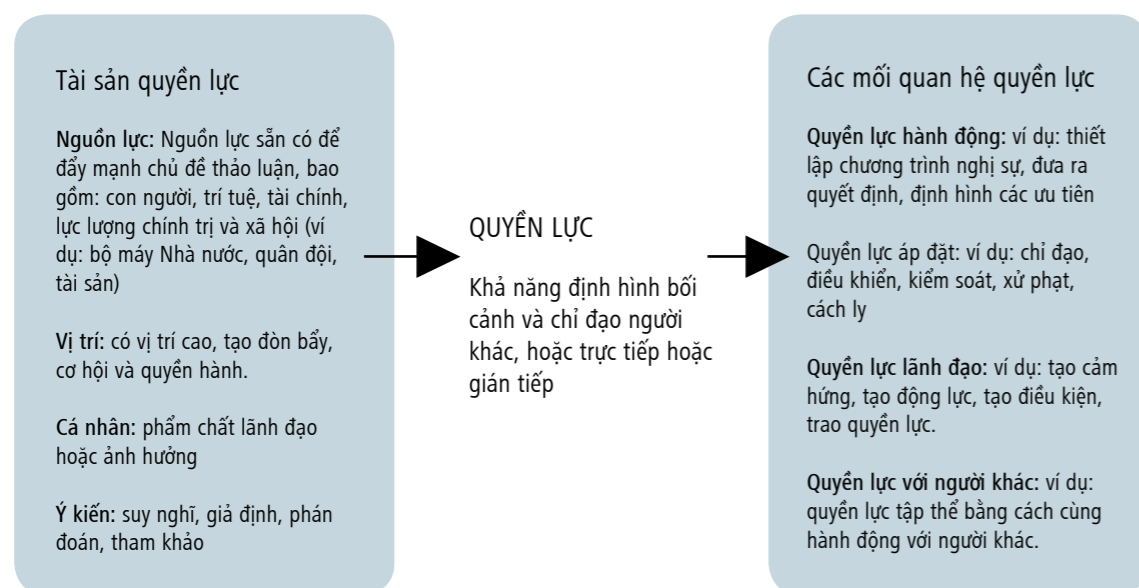 Tài sản quyền lực
Nguồn lực: Nguồn lực sẵn có để
đẩy mạnh chủ đề thảo luận, bao
gồm: con người, trí tuệ, tài chính,
lực lượng chính trị và xã hội (ví
dụ: bộ máy Nhà nước, quân đội,
tài sản)
Vị trí: có vị trí cao, tạo đòn bẩy,
cơ hội và quyền hành.
Cá nhân: phẩm chất lãnh đạo
hoặc ảnh hưởng
Ý kiến: suy nghĩ, giả định, phán
đoán, tham khảo
QUYỀN LỰC
Khả năng định hình bối
cảnh và chỉ đạo người
khác, hoặc trực tiếp hoặc
gián tiếp
Các mối quan hệ quyền lực
Quyền lực hành động: ví dụ: thiết
lập chương trình nghị sự, đưa ra
quyết định, định hình các ưu tiên
Quyền lực áp đặt: ví dụ: chỉ đạo,
điều khiển, kiểm soát, xử phạt,
cách ly
Quyền lực lãnh đạo: ví dụ: tạo cảm
hứng, tạo động lực, tạo điều kiện,
trao quyền lực.
Quyền lực với người khác: ví dụ:
quyền lực tập thể bằng cách cùng
hành động với người khác.